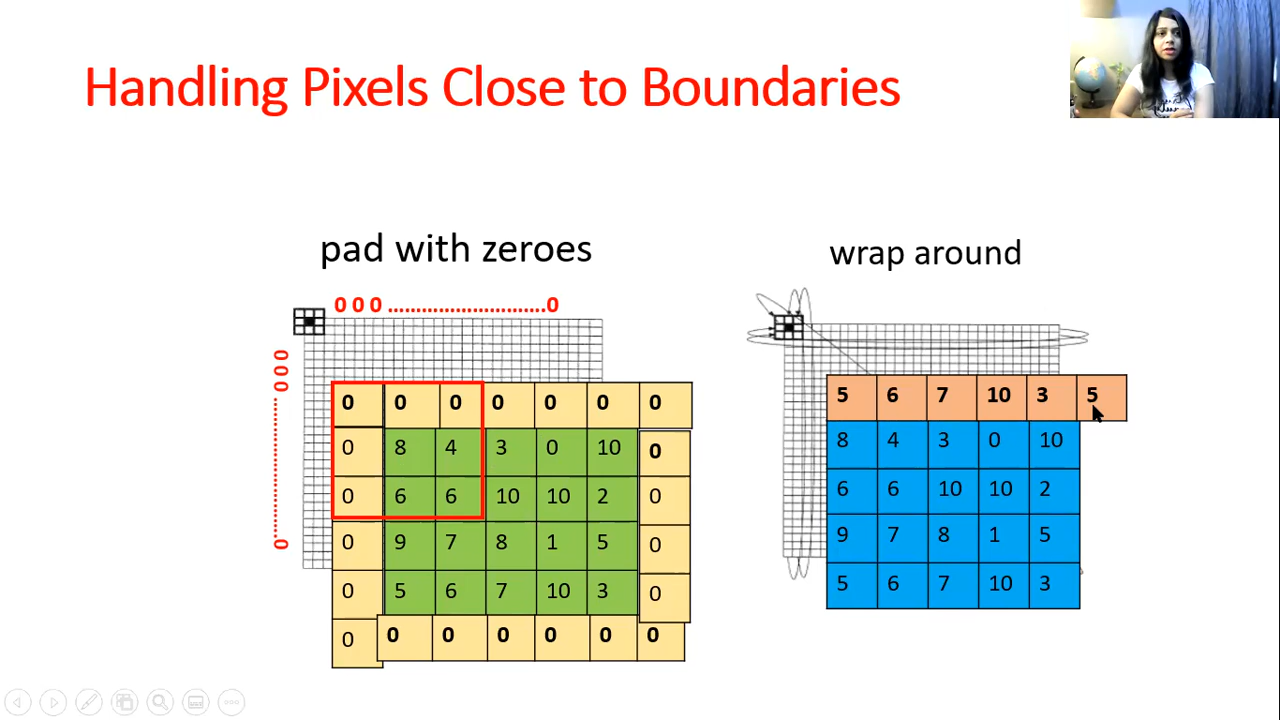 Handling Pixels Close to Boundaries
pad with zeroes
0 0 0 ............................0
0 0 0 ........................0
0 0 0 0 0 0 0
0 8 4 3 0 10 0
0 6 6 10 10 2 0
0 9 7 8 1 5 0
0 5 6 7 10 3 0
0 0 0 0 0 0 0
wrap around
5 6 7 10 3 5
8 4 3 0 10
6 6 10 10 2
9 7 8 1 5
5 6 7 10 3